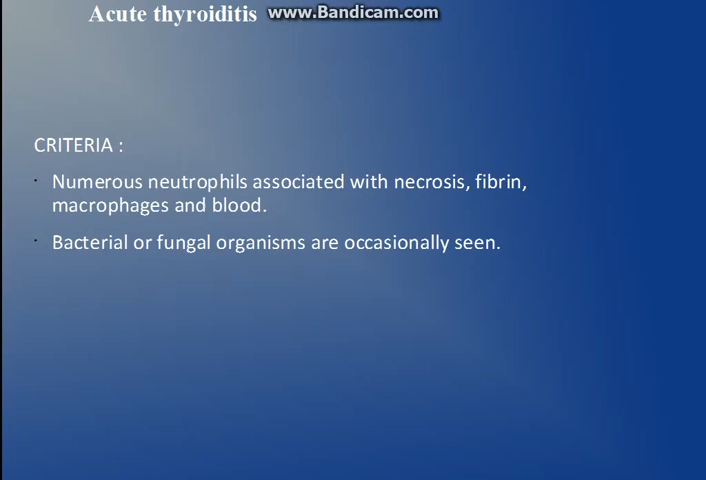 Acute thyroiditis www.Bandicam.com
CRITERIA :
· Numerous neutrophils associated with necrosis, fibrin,
macrophages and blood.
· Bacterial or fungal organisms are occasionally seen.